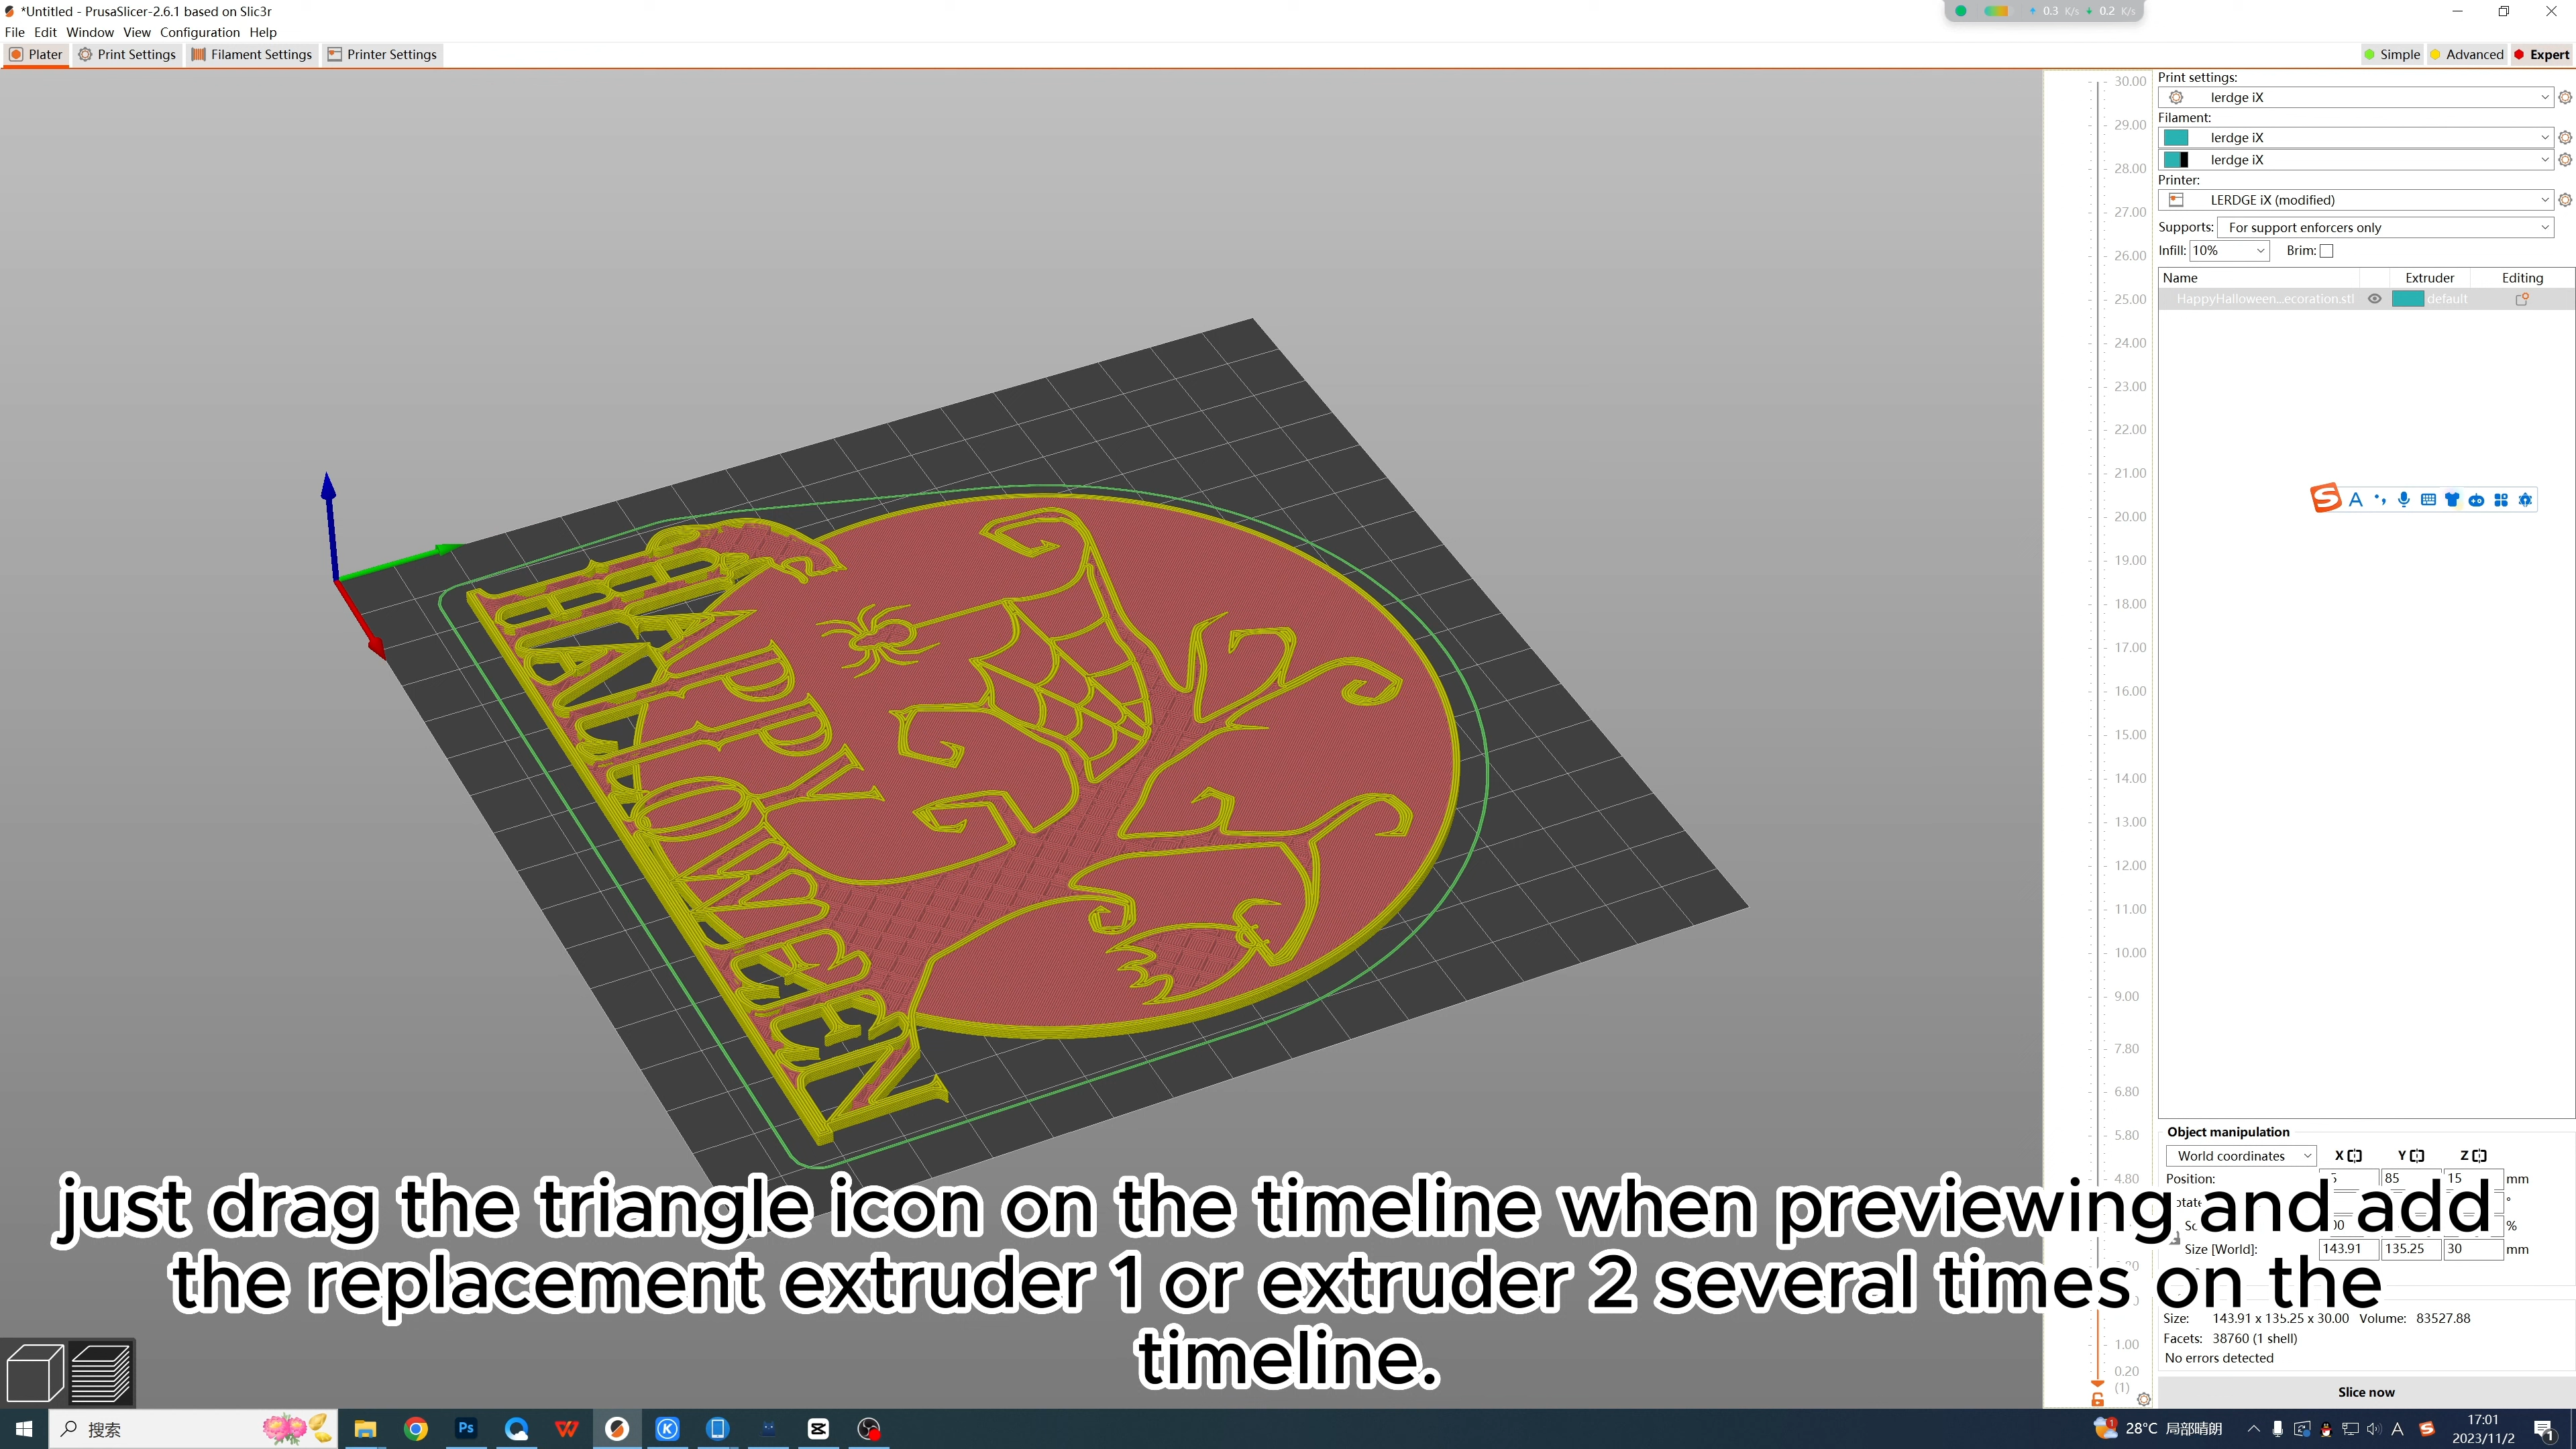 *Untitled - PrusaSlicer-2.6.1 based on Slic3r
0.3 K/s 0.2 K/s
File Edit Window View Configuration Help
Plater Print Settings Filament Settings Printer Settings
Simple Advanced Expert
Print settings:
lerdge iX
Filament:
lerdge iX
lerdge iX
Printer:
LERDGE iX (modified)
Supports: For support enforcers only
Infill: 10% Brim:
Name Extruder Editing
HappyHalloween...ecoration.stl default
30.00
29.00
28.00
27.00
26.00
25.00
24.00
23.00
22.00
21.00
20.00
19.00
18.00
17.00
16.00
15.00
14.00
13.00
12.00
11.00
10.00
9.00
7.80
6.80
5.80
4.80
1.00
0.20
(1)
HAPPY
HALLOWEEN
Object manipulation
World coordinates X Y Z
Position: 85 15 mm
%
Size [World]: 143.91 135.25 30 mm
just drag the triangle icon on the timeline when previewing and add
the replacement extruder 1 or extruder 2 several times on the
timeline.
Size: 143.91 x 135.25 x 30.00 Volume: 83527.88
Facets: 38760 (1 shell)
No errors detected
Slice now
搜索
Ps
28°C 局部晴朗
17:01
2023/11/2